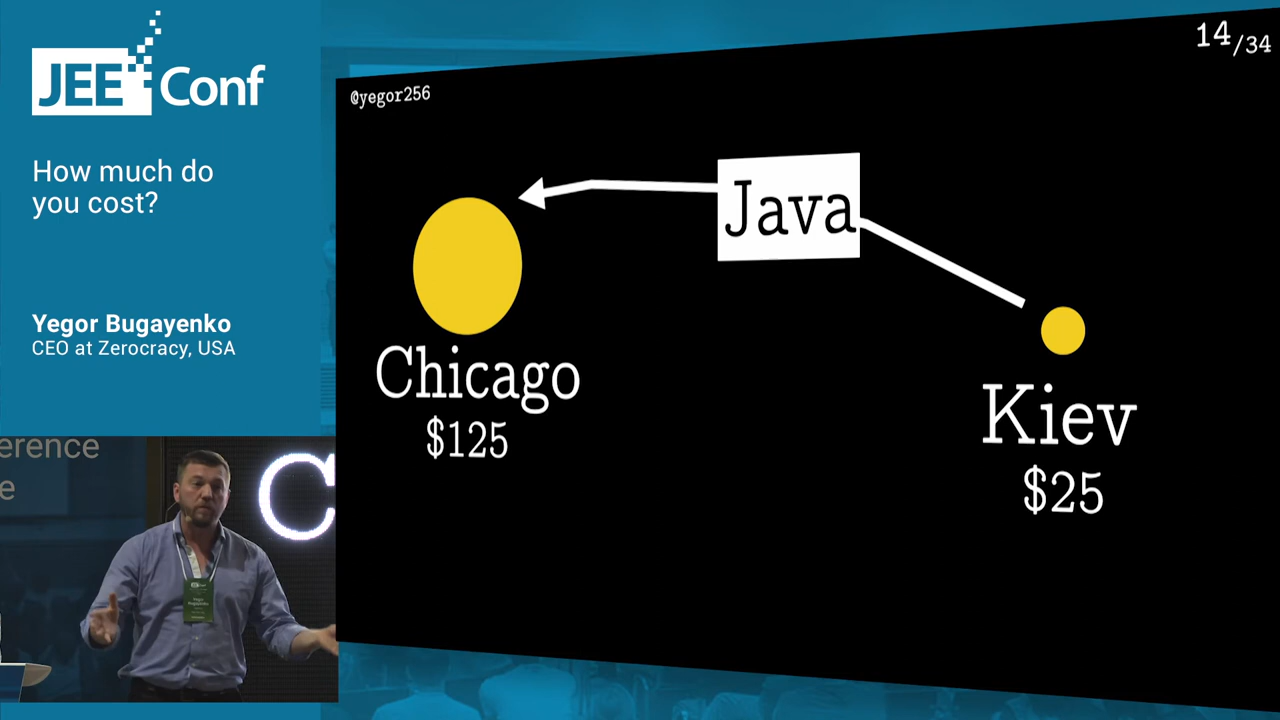 JEE Conf
How much do
you cost?
Yegor Bugayenko
CEO at Zerocracy, USA
@yegor256
14/34
Java
Chicago
$125
Kiev
$25
erence
e
C